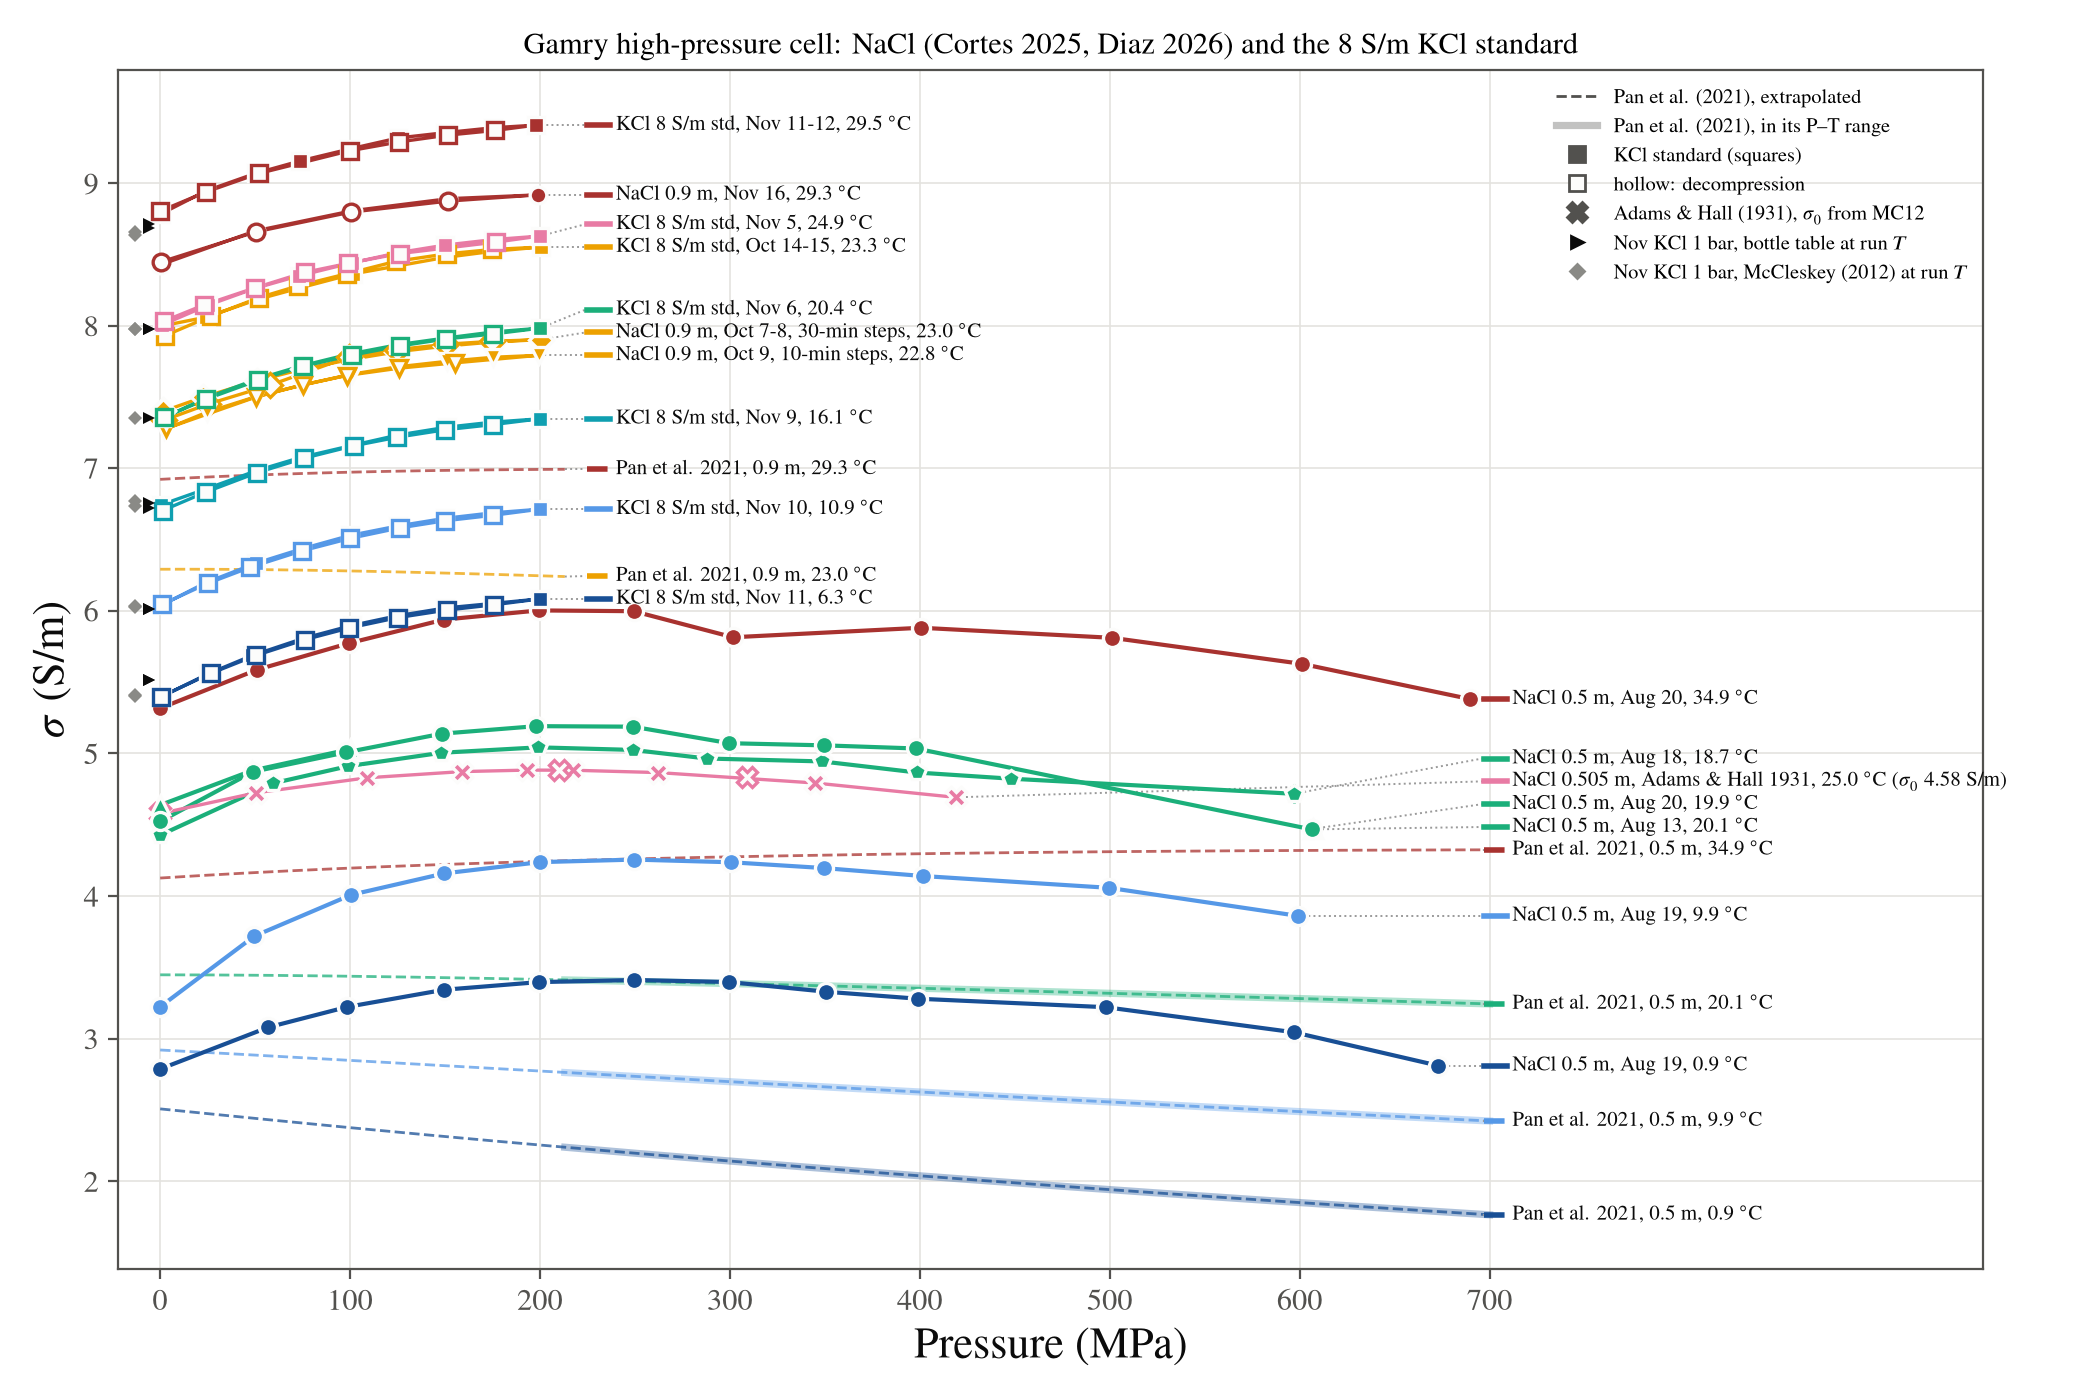 Gamry high-pressure cell: NaCl (Cortes 2025, Diaz 2026) and the 8 S/m KCl standard
Pan et al. (2021), extrapolated
Pan et al. (2021), in its P–T range
KCl standard (squares)
hollow: decompression
Adams & Hall (1931), σ₀ from MC12
Nov KCl 1 bar, bottle table at run T
Nov KCl 1 bar, McCleskey (2012) at run T
KCl 8 S/m std, Nov 11-12, 29.5 °C
NaCl 0.9 m, Nov 16, 29.3 °C
KCl 8 S/m std, Nov 5, 24.9 °C
KCl 8 S/m std, Oct 14-15, 23.3 °C
KCl 8 S/m std, Nov 6, 20.4 °C
NaCl 0.9 m, Oct 7-8, 30-min steps, 23.0 °C
NaCl 0.9 m, Oct 9, 10-min steps, 22.8 °C
KCl 8 S/m std, Nov 9, 16.1 °C
Pan et al. 2021, 0.9 m, 29.3 °C
KCl 8 S/m std, Nov 10, 10.9 °C
Pan et al. 2021, 0.9 m, 23.0 °C
KCl 8 S/m std, Nov 11, 6.3 °C
NaCl 0.5 m, Aug 20, 34.9 °C
NaCl 0.5 m, Aug 18, 18.7 °C
NaCl 0.505 m, Adams & Hall 1931, 25.0 °C (σ₀ 4.58 S/m)
NaCl 0.5 m, Aug 20, 19.9 °C
NaCl 0.5 m, Aug 13, 20.1 °C
Pan et al. 2021, 0.5 m, 34.9 °C
NaCl 0.5 m, Aug 19, 9.9 °C
Pan et al. 2021, 0.5 m, 20.1 °C
NaCl 0.5 m, Aug 19, 0.9 °C
Pan et al. 2021, 0.5 m, 9.9 °C
Pan et al. 2021, 0.5 m, 0.9 °C
σ (S/m)
9
8
7
6
5
4
3
2
0 100 200 300 400 500 600 700
Pressure (MPa)